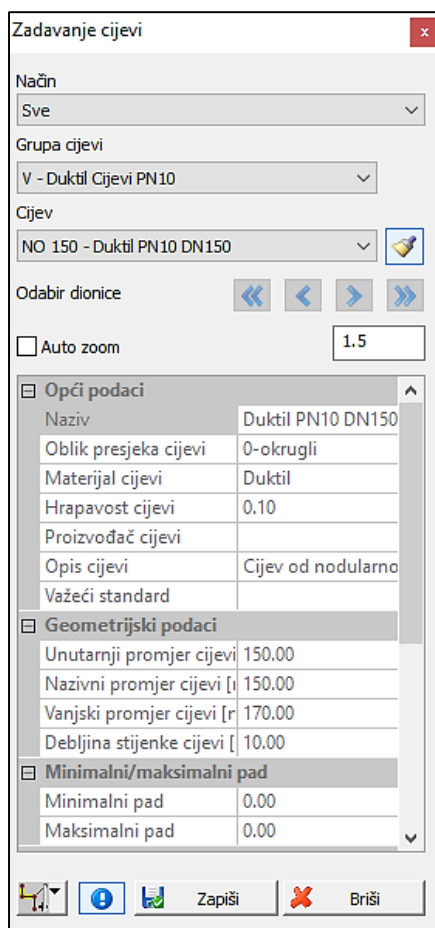 Zadavanje cijevi
x
Način
Sve
Grupa cijevi
V - Duktil Cijevi PN10
Cijev
NO 150 - Duktil PN10 DN150
Odabir dionice
Auto zoom
1.5
Opći podaci
Naziv Duktil PN10 DN150
Oblik presjeka cijevi 0-okrugli
Materijal cijevi Duktil
Hrapavost cijevi 0.10
Proizvođač cijevi
Opis cijevi Cijev od nodularno
Važeći standard
Geometrijski podaci
Unutarnji promjer cijevi 150.00
Nazivni promjer cijevi [ 150.00
Vanjski promjer cijevi [ 170.00
Debljina stijenke cijevi [ 10.00
Minimalni/maksimalni pad
Minimalni pad 0.00
Maksimalni pad 0.00
Zapiši Briši